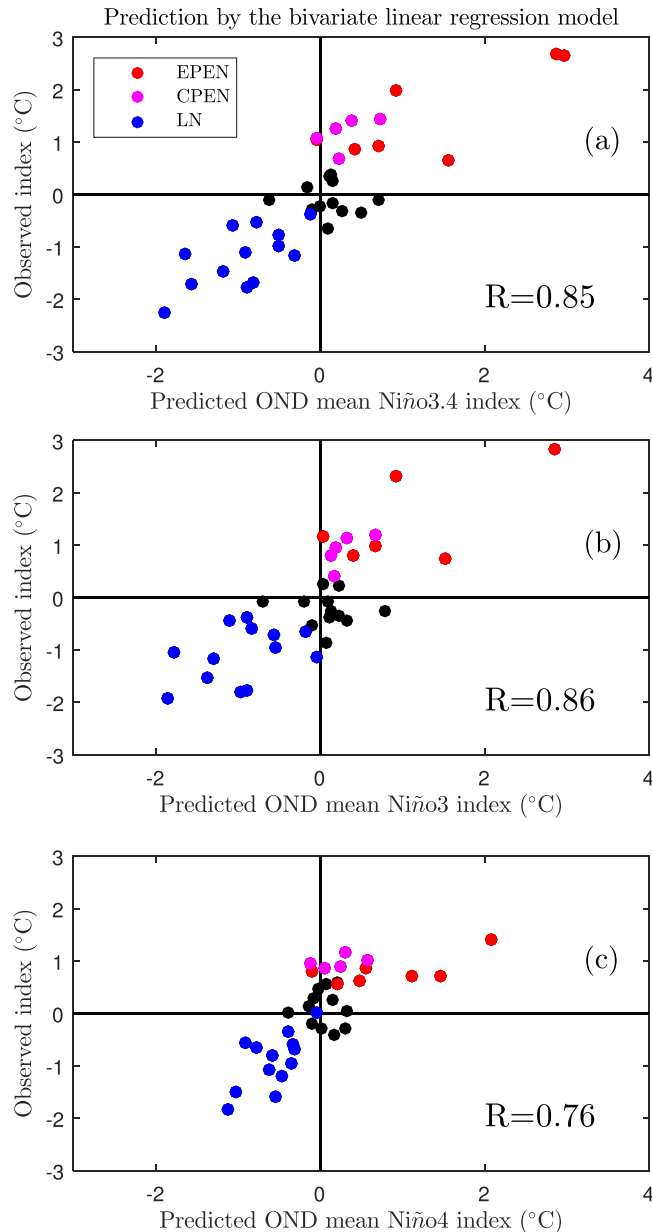 Prediction by the bivariate linear regression model
3
2
1
0
-1
-2
-3
Observed index (°C)
EPEN
CPEN
LN
(a)
R=0.85
-2
0
2
4
Predicted OND mean Niño3.4 index (°C)
3
2
1
0
-1
-2
-3
Observed index (°C)
(b)
R=0.86
-2
0
2
4
Predicted OND mean Niño3 index (°C)
3
2
1
0
-1
-2
-3
Observed index (°C)
(c)
R=0.76
-2
0
2
4
Predicted OND mean Niño4 index (°C)